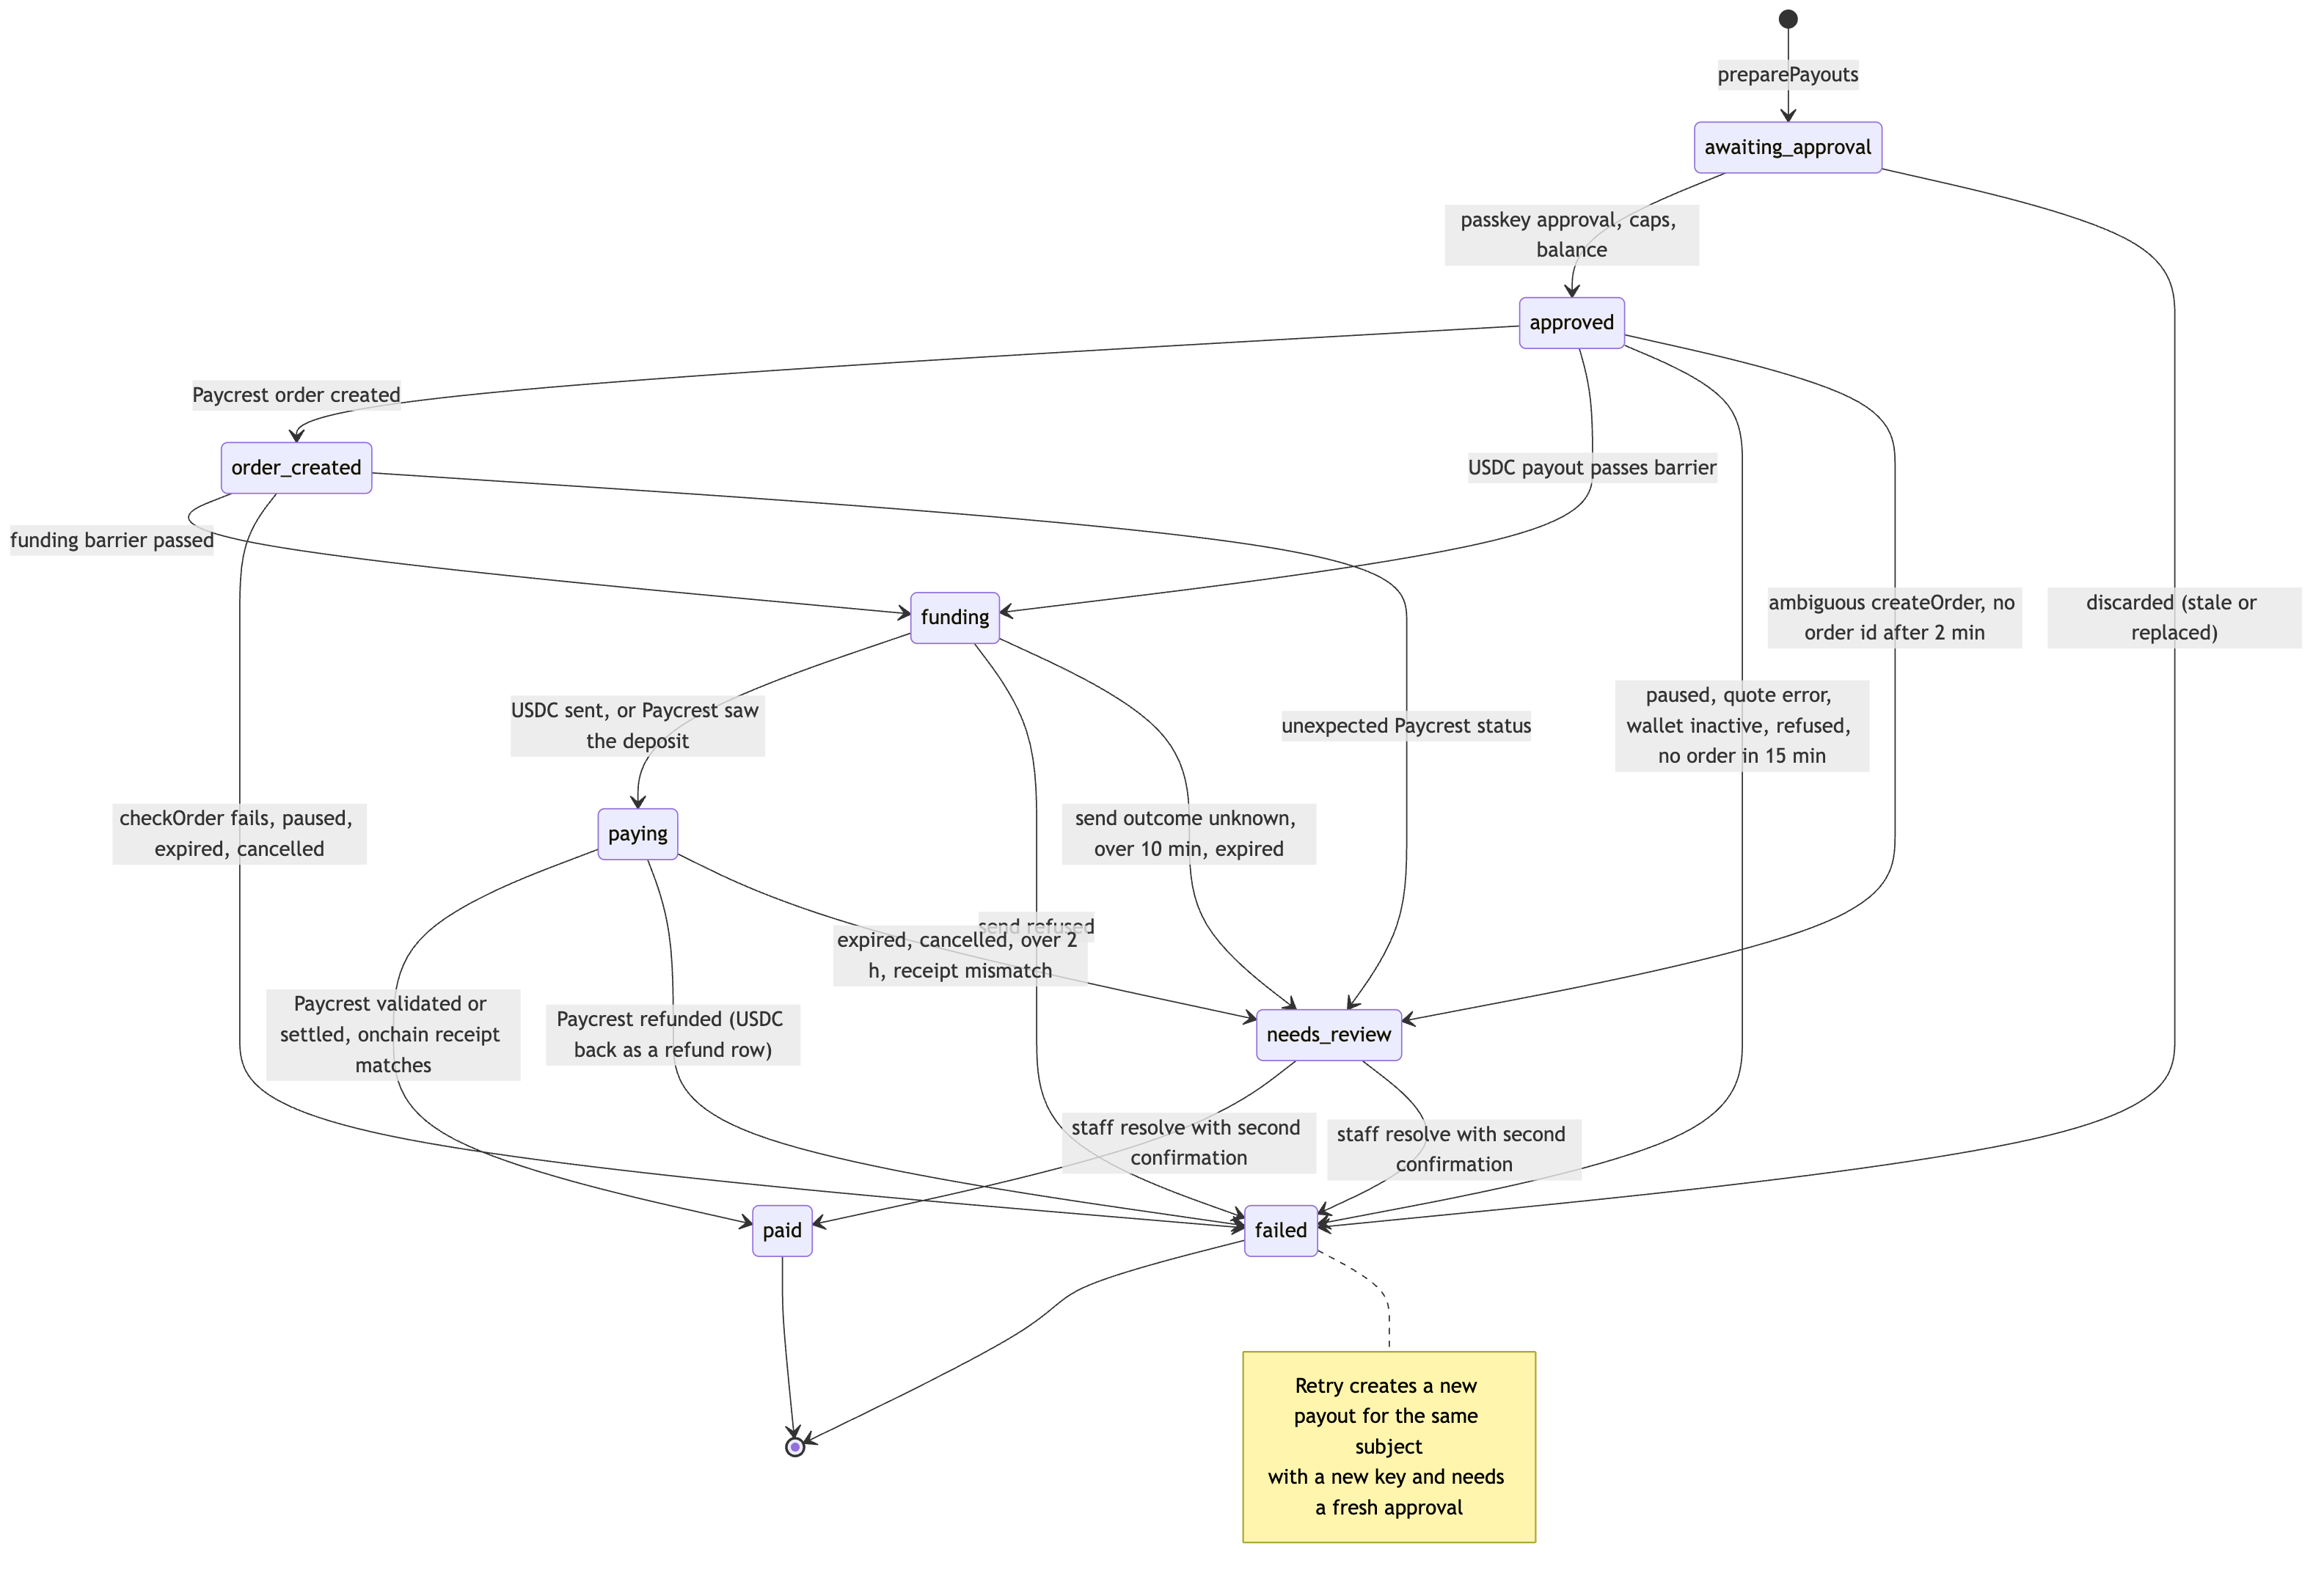 preparePayouts
awaiting_approval
passkey approval, caps,
balance
approved
Paycrest order created
order_created
USDC payout passes barrier
funding barrier passed
funding
ambiguous createOrder, no
order id after 2 min
discarded (stale or
replaced)
USDC sent, or Paycrest saw
the deposit
unexpected Paycrest status
paused, quote error,
wallet inactive, refused,
no order in 15 min
checkOrder fails, paused,
expired, cancelled
paying
send outcome unknown,
over 10 min, expired
send refused
expired, cancelled, over 2
h, receipt mismatch
Paycrest validated or
settled, onchain receipt
matches
Paycrest refunded (USDC
back as a refund row)
needs_review
staff resolve with second
confirmation
staff resolve with second
confirmation
paid
failed
Retry creates a new
payout for the same
subject
with a new key and needs
a fresh approval